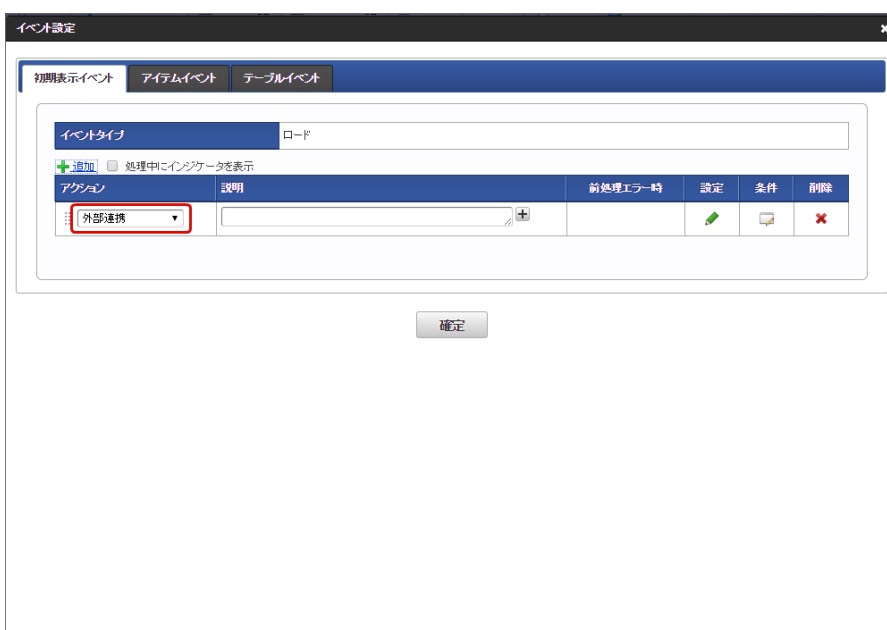 イベント設定
初期表示イベント アイテムイベント テーブルイベント
イベントタイプ ロード
追加 処理中にインジケータを表示
アクション 説明 前処理エラー時 設定 条件 削除
外部連携
確定